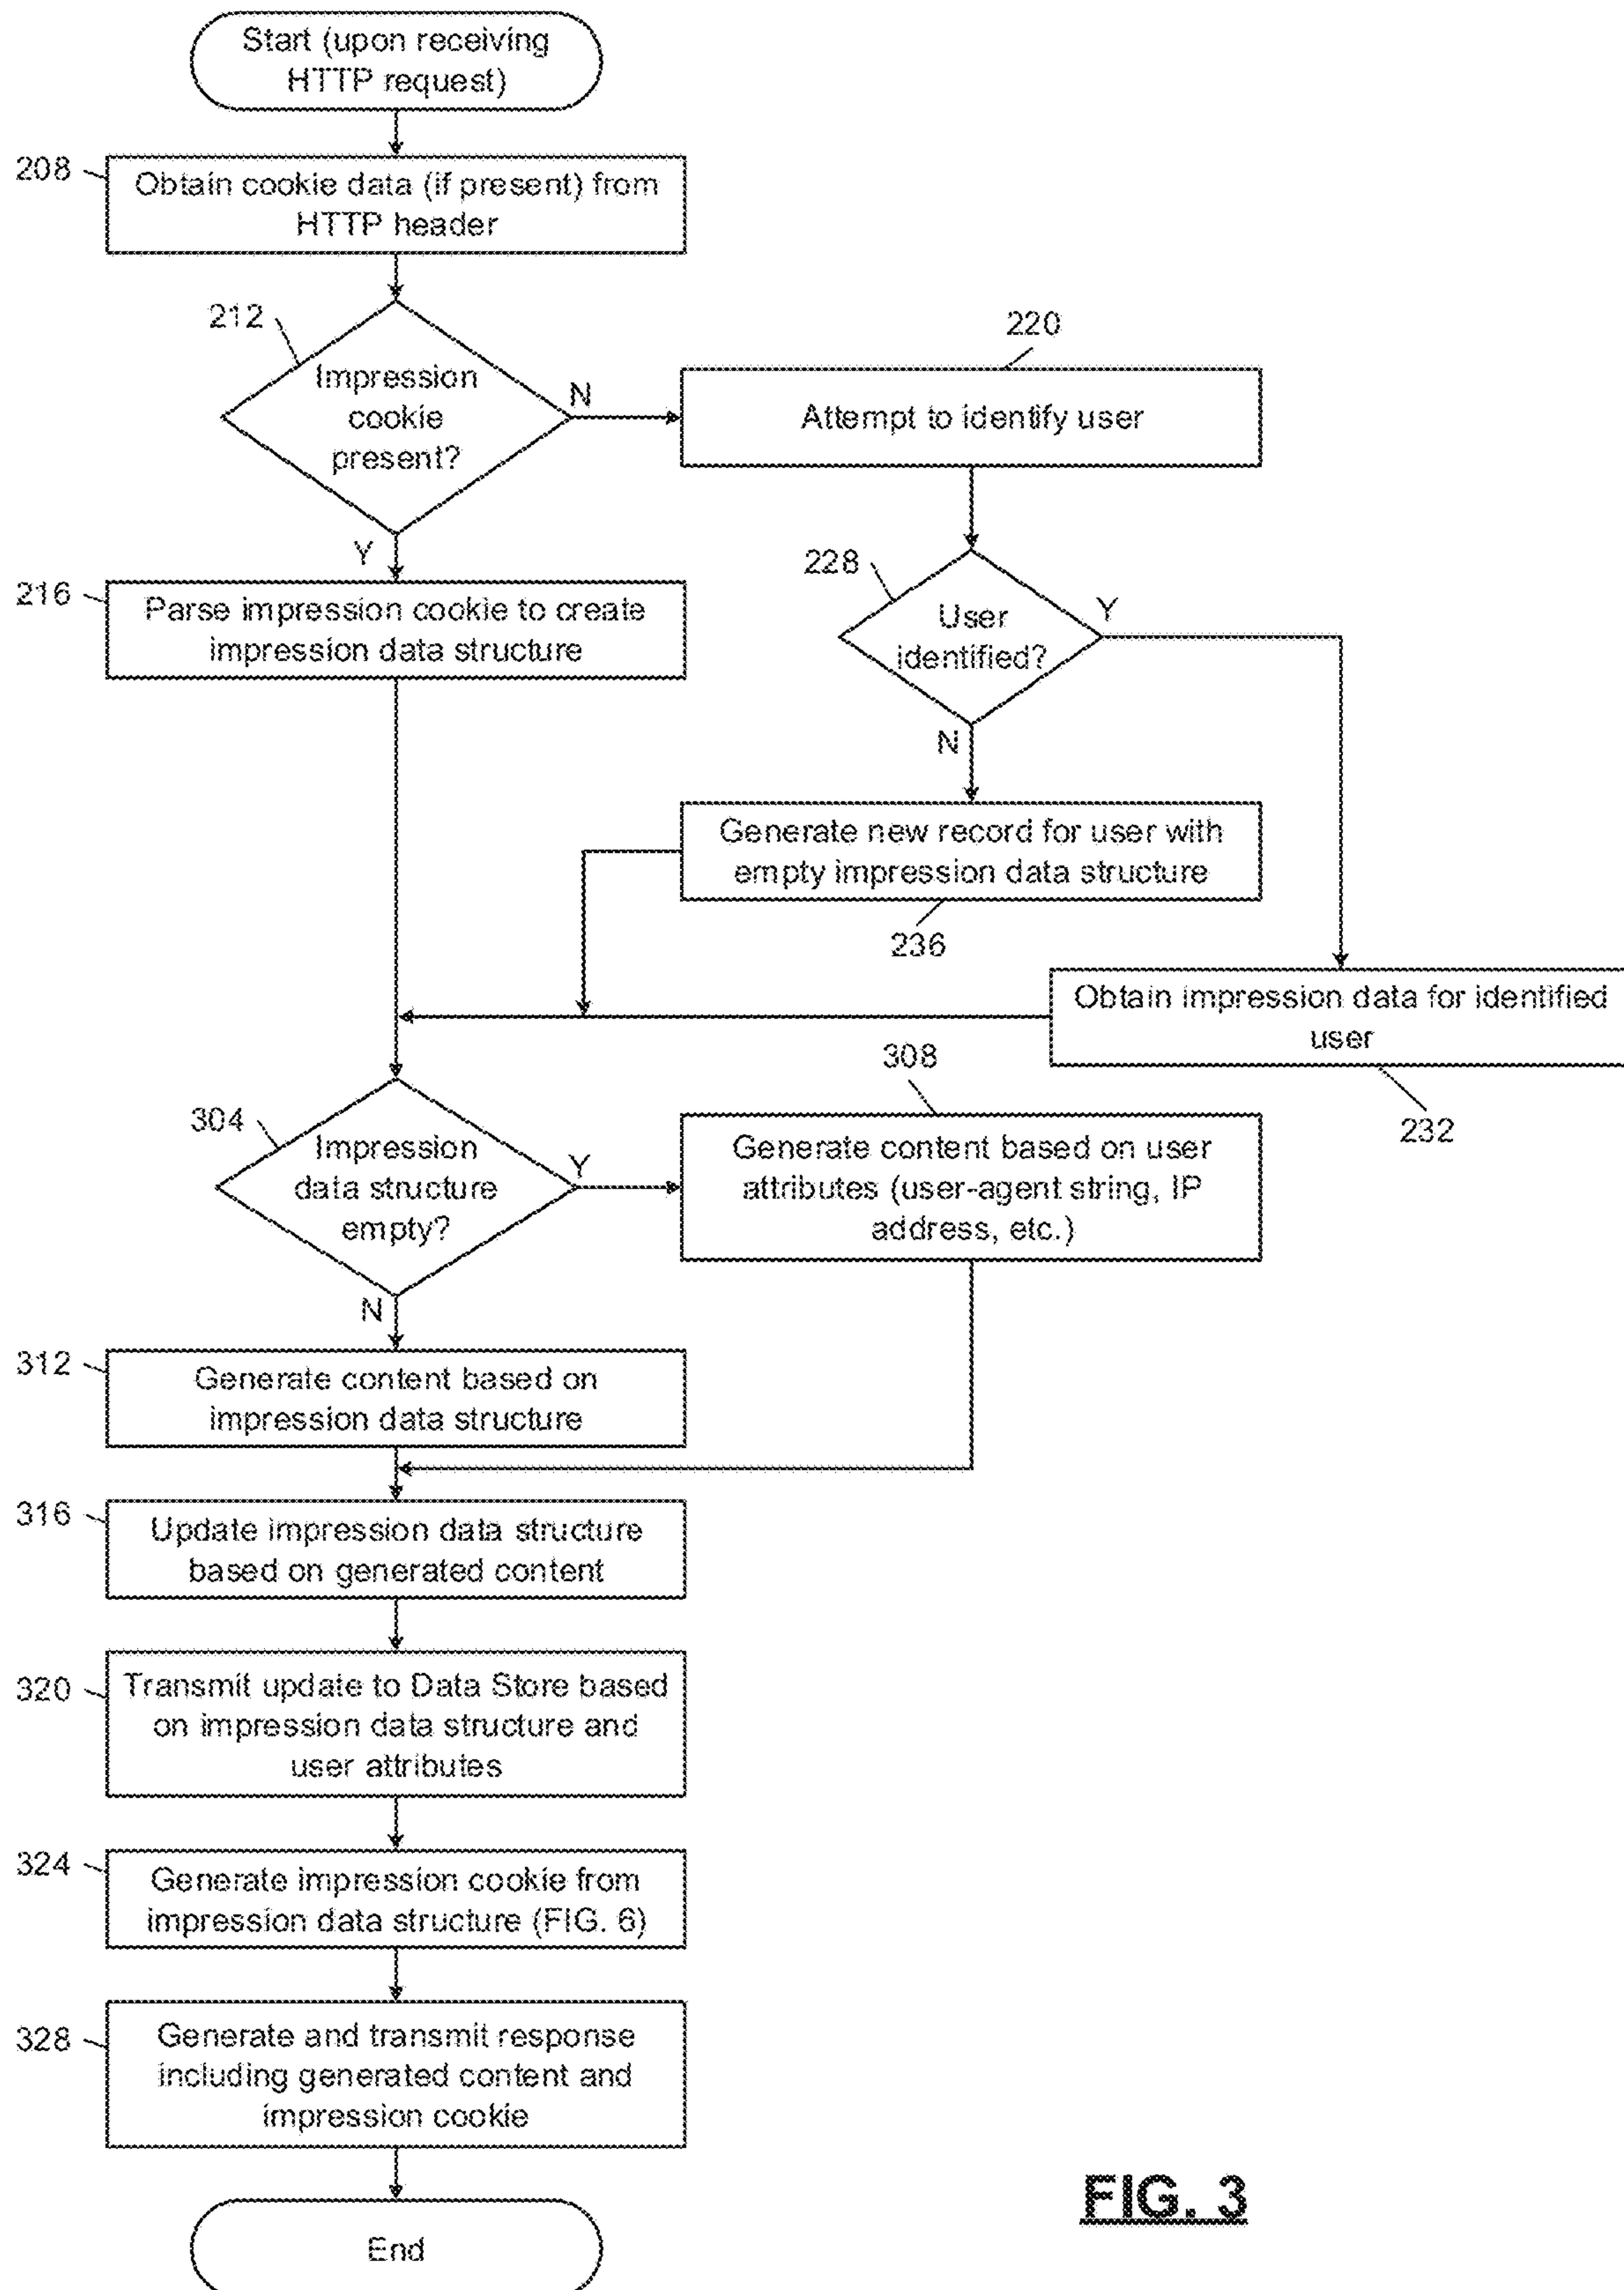 Start (upon receiving
HTTP request)
208
Obtain cookie data (if present) from
HTTP header
212
Impression
cookie
present?
N
Y
220
Attempt to identify user
216
Parse impression cookie to create
impression data structure
228
User
identified?
Y
N
Generate new record for user with
empty impression data structure
236
Obtain impression data for identified
user
232
304
Impression
data structure
empty?
Y
N
308
Generate content based on user
attributes (user-agent string, IP
address, etc.)
312
Generate content based on
impression data structure
316
Update impression data structure
based on generated content
320
Transmit update to Data Store based
on impression data structure and
user attributes
324
Generate impression cookie from
impression data structure (FIG. 6)
328
Generate and transmit response
including generated content and
impression cookie
End
FIG. 3